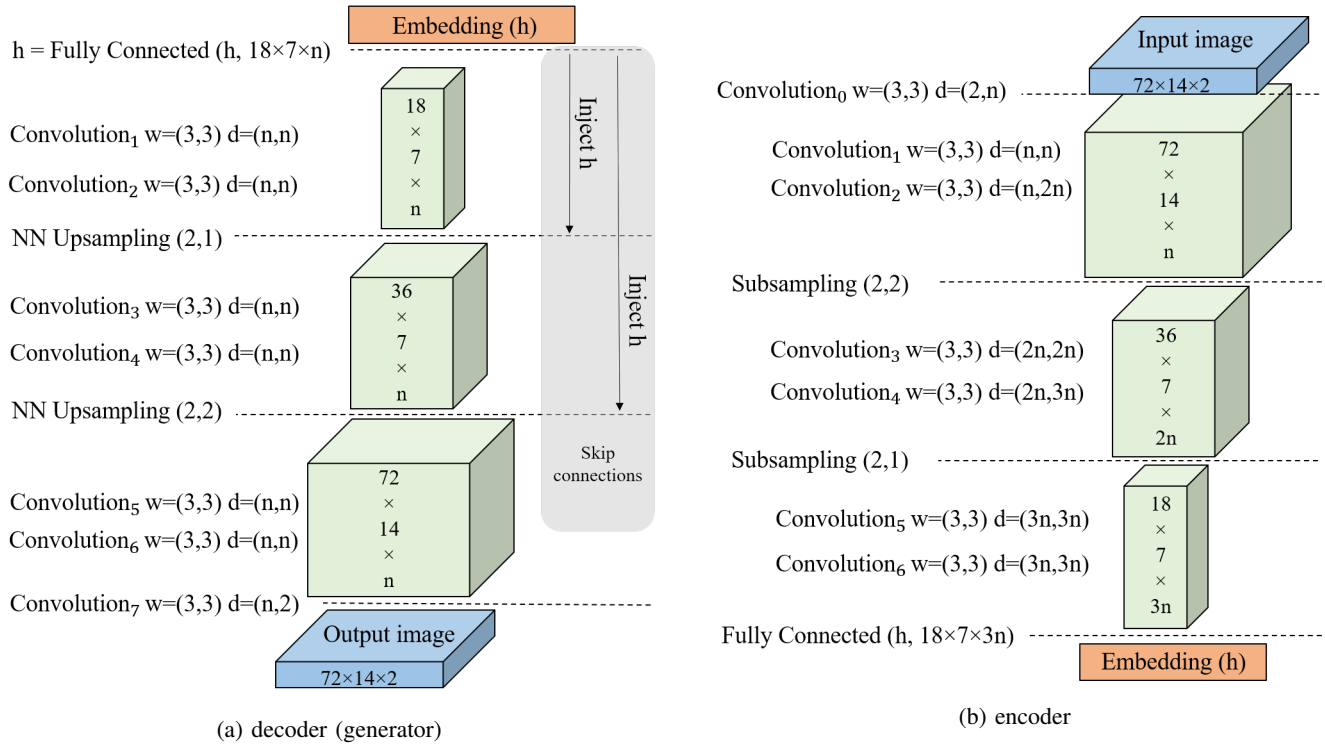 Embedding (h)
h = Fully Connected (h, 18×7×n)
18
×
7
×
n
Convolution₁ w=(3,3) d=(n,n)
Convolution₂ w=(3,3) d=(n,n)
Inject h
NN Upsampling (2,1)
36
×
7
×
n
Convolution₃ w=(3,3) d=(n,n)
Convolution₄ w=(3,3) d=(n,n)
Inject h
NN Upsampling (2,2)
Skip
connections
72
×
14
×
n
Convolution₅ w=(3,3) d=(n,n)
Convolution₆ w=(3,3) d=(n,n)
Convolution₇ w=(3,3) d=(n,2)
Output image
72×14×2
(a) decoder (generator)
Input image
72×14×2
Convolution₀ w=(3,3) d=(2,n)
72
×
14
×
n
Convolution₁ w=(3,3) d=(n,n)
Convolution₂ w=(3,3) d=(n,2n)
Subsampling (2,2)
36
×
7
×
2n
Convolution₃ w=(3,3) d=(2n,2n)
Convolution₄ w=(3,3) d=(2n,3n)
Subsampling (2,1)
18
×
7
×
3n
Convolution₅ w=(3,3) d=(3n,3n)
Convolution₆ w=(3,3) d=(3n,3n)
Fully Connected (h, 18×7×3n)
Embedding (h)
(b) encoder